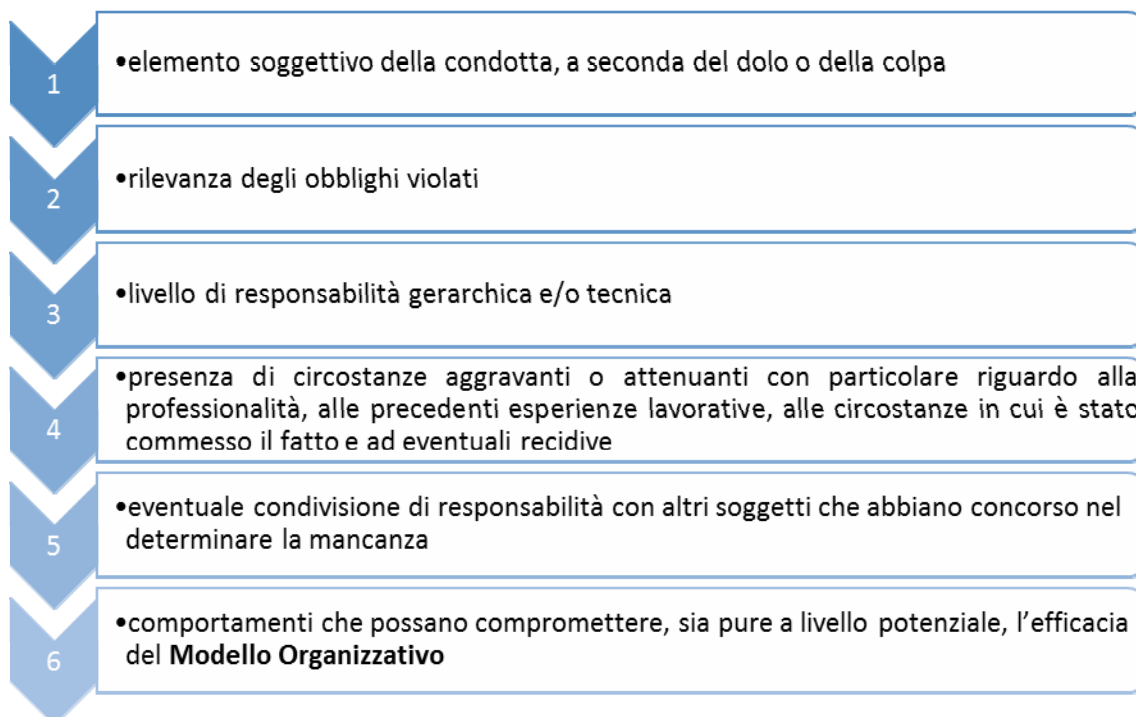 1
•elemento soggettivo della condotta, a seconda del dolo o della colpa
2
•rilevanza degli obblighi violati
3
•livello di responsabilità gerarchica e/o tecnica
4
•presenza di circostanze aggravanti o attenuanti con particolare riguardo alla
professionalità, alle precedenti esperienze lavorative, alle circostanze in cui è stato
commesso il fatto e ad eventuali recidive
5
•eventuale condivisione di responsabilità con altri soggetti che abbiano concorso nel
determinare la mancanza
6
•comportamenti che possano compromettere, sia pure a livello potenziale, l’efficacia
del Modello Organizzativo